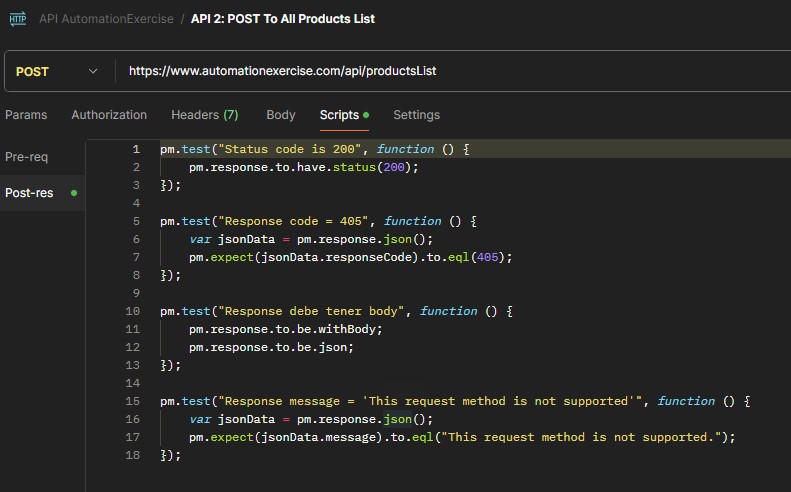 HTTP API AutomationExercise / API 2: POST To All Products List
POST https://www.automationexercise.com/api/productsList
Params Authorization Headers (7) Body Scripts Settings
Pre-req
Post-res
1 pm.test("Status code is 200", function () {
2 pm.response.to.have.status(200);
3 });
4
5 pm.test("Response code = 405", function () {
6 var jsonData = pm.response.json();
7 pm.expect(jsonData.responseCode).to.eql(405);
8 });
9
10 pm.test("Response debe tener body", function () {
11 pm.response.to.be.withBody;
12 pm.response.to.be.json;
13 });
14
15 pm.test("Response message = 'This request method is not supported'", function () {
16 var jsonData = pm.response.json();
17 pm.expect(jsonData.message).to.eql("This request method is not supported.");
18 });